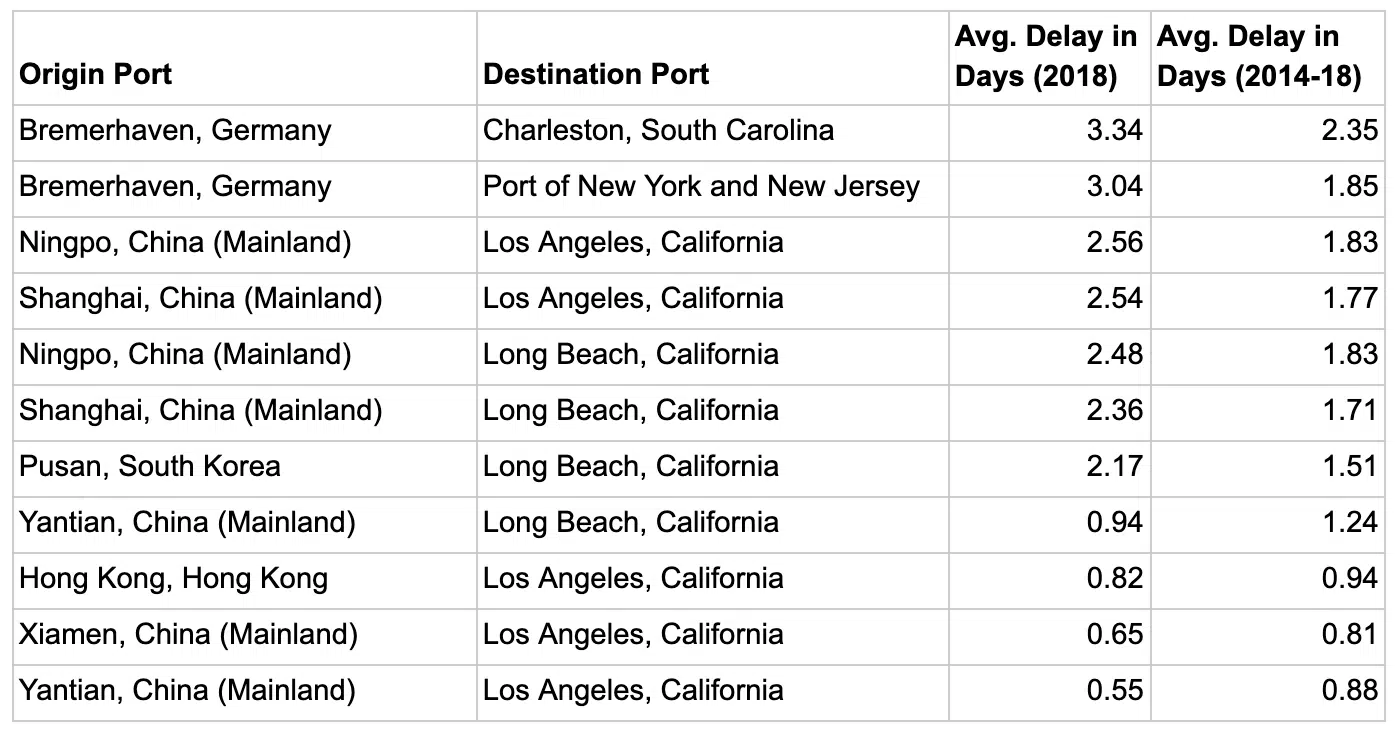 Origin Port Destination Port Avg. Delay in Days (2018) Avg. Delay in Days (2014-18)
Bremerhaven, Germany Charleston, South Carolina 3.34 2.35
Bremerhaven, Germany Port of New York and New Jersey 3.04 1.85
Ningpo, China (Mainland) Los Angeles, California 2.56 1.83
Shanghai, China (Mainland) Los Angeles, California 2.54 1.77
Ningpo, China (Mainland) Long Beach, California 2.48 1.83
Shanghai, China (Mainland) Long Beach, California 2.36 1.71
Pusan, South Korea Long Beach, California 2.17 1.51
Yantian, China (Mainland) Long Beach, California 0.94 1.24
Hong Kong, Hong Kong Los Angeles, California 0.82 0.94
Xiamen, China (Mainland) Los Angeles, California 0.65 0.81
Yantian, China (Mainland) Los Angeles, California 0.55 0.88